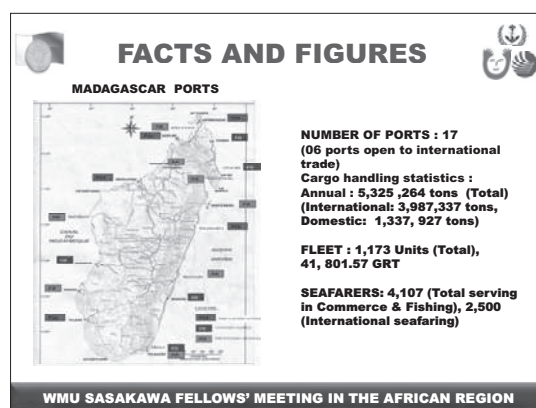 FACTS AND FIGURES
MADAGASCAR PORTS
NUMBER OF PORTS : 17
(06 ports open to international
trade)
Cargo handling statistics :
Annual : 5,325 ,264 tons (Total)
(International: 3,987,337 tons,
Domestic: 1,337, 927 tons)
FLEET : 1,173 Units (Total),
41, 801.57 GRT
SEAFARERS: 4,107 (Total serving
in Commerce & Fishing), 2,500
(International seafaring)
WMU SASAKAWA FELLOWS’ MEETING IN THE AFRICAN REGION